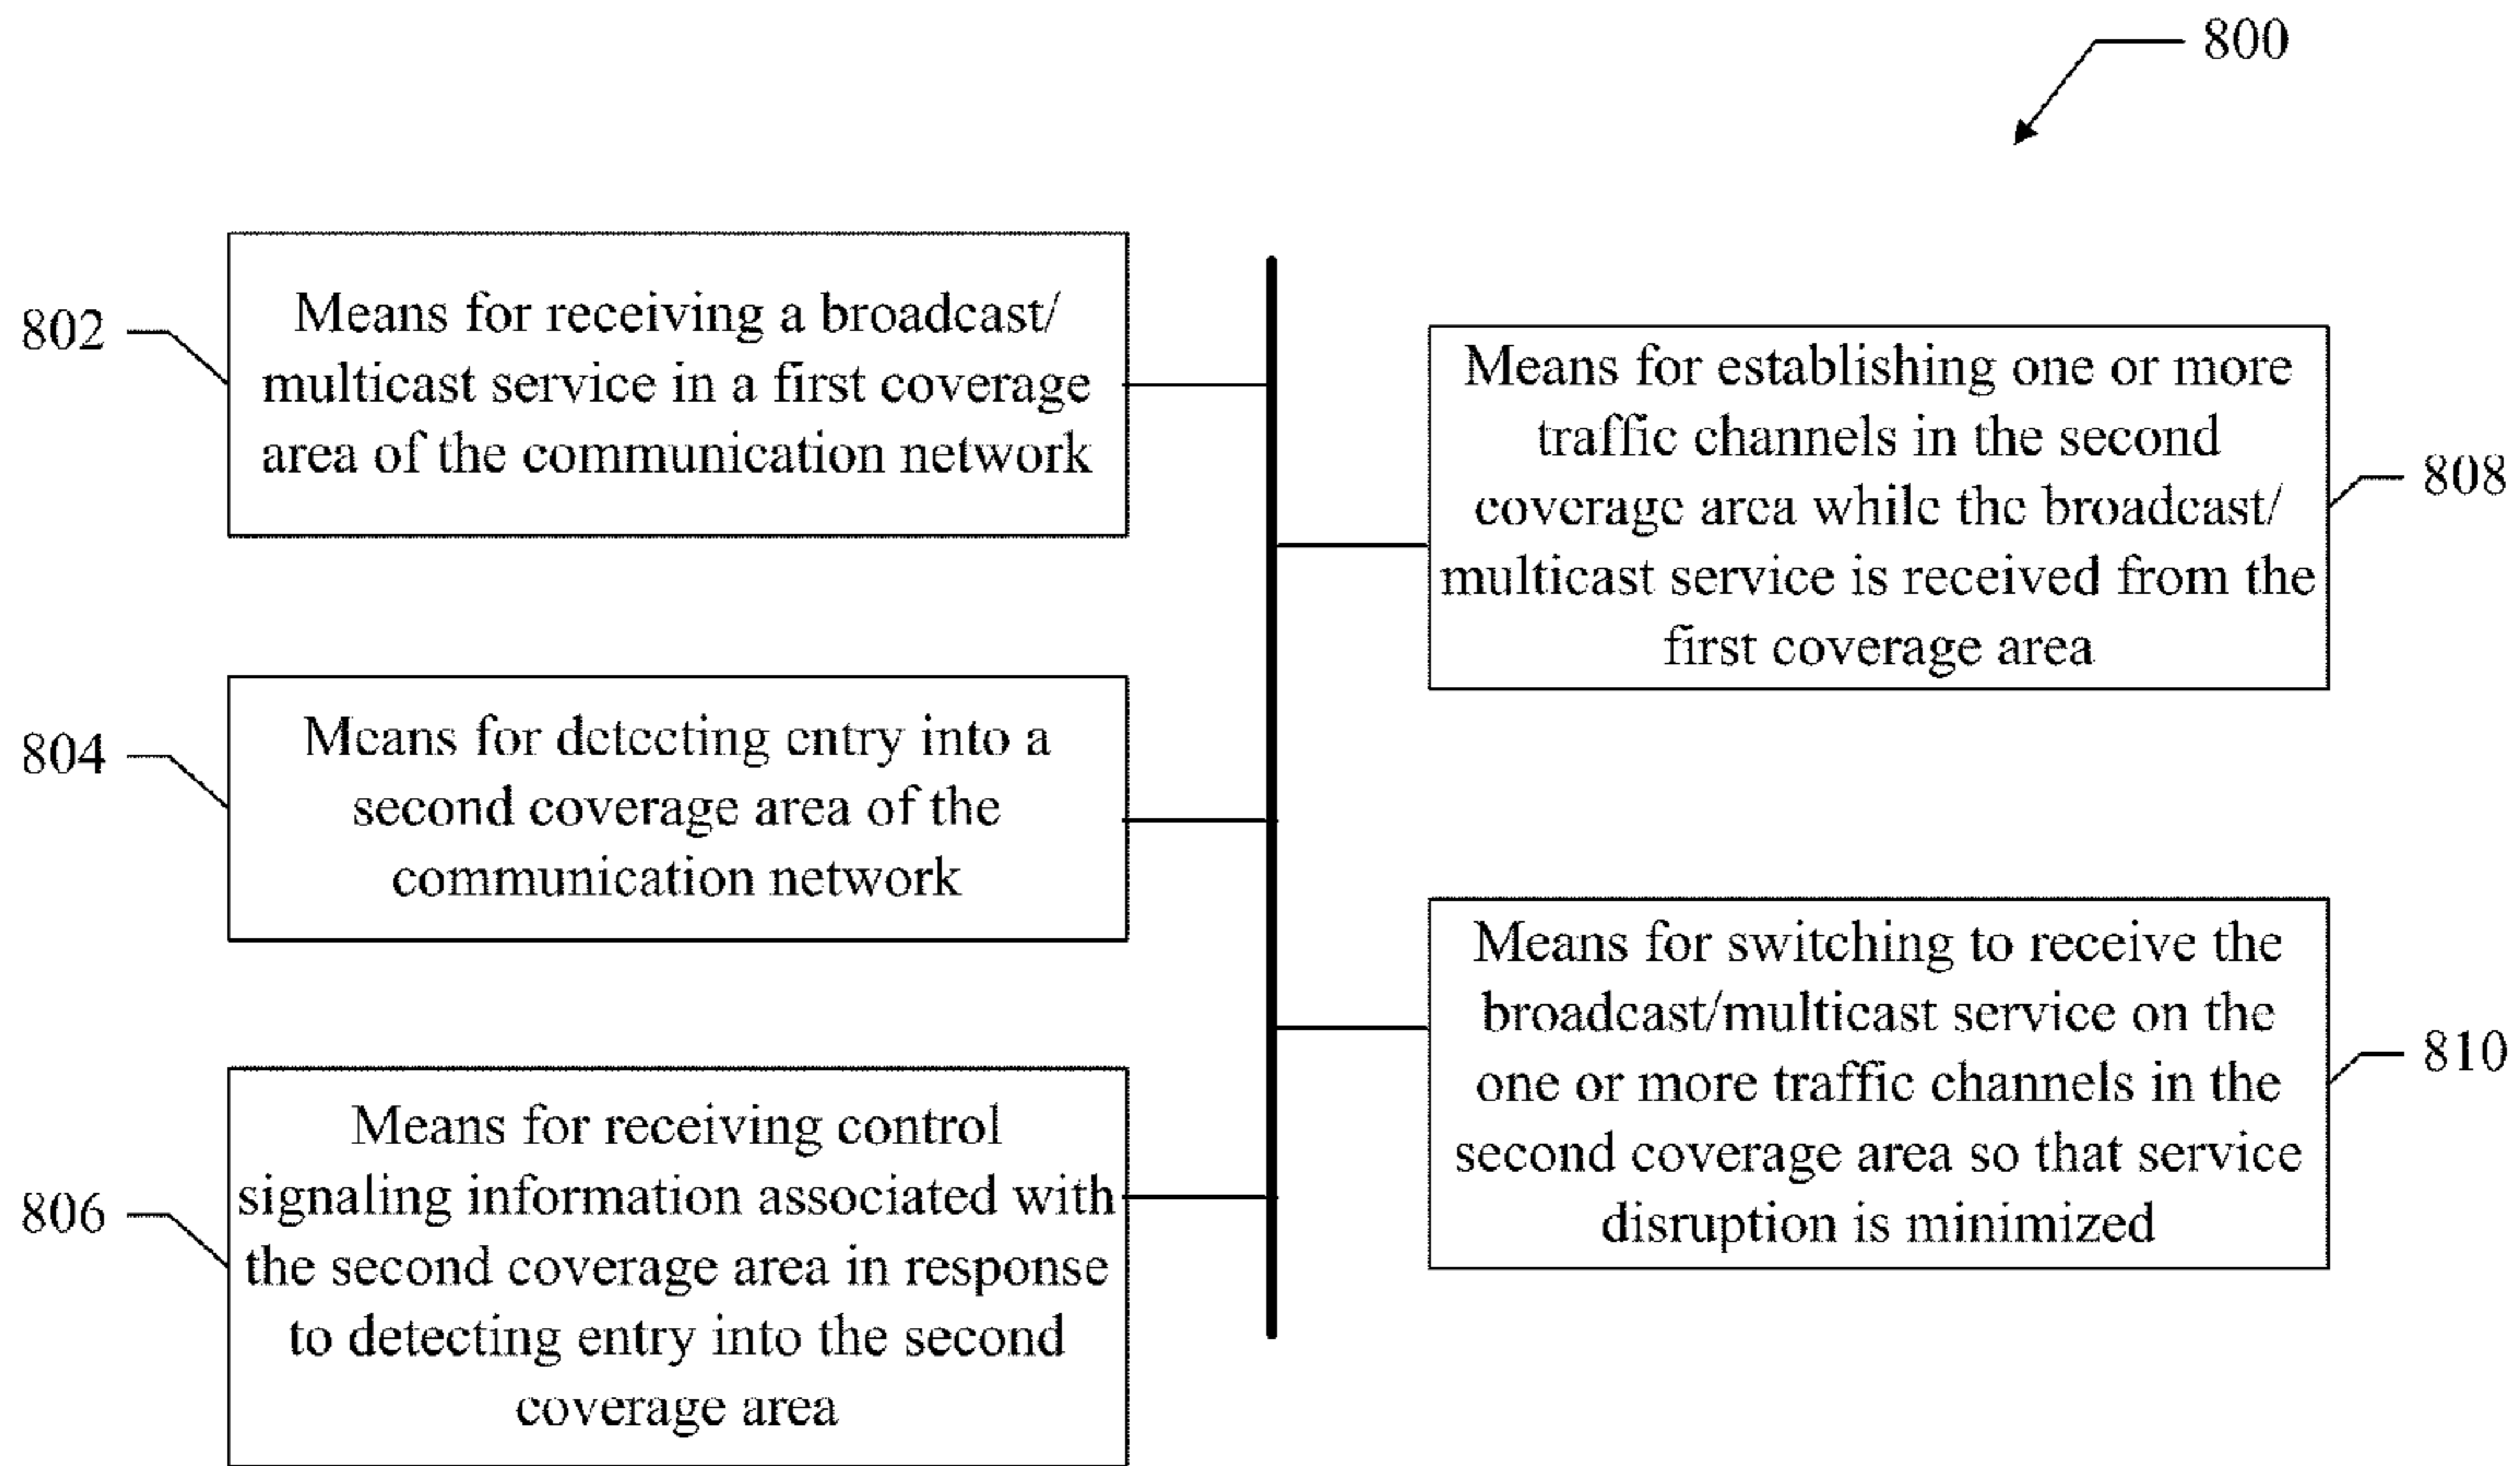 800
802
Means for receiving a broadcast/
multicast service in a first coverage
area of the communication network
804
Means for detecting entry into a
second coverage area of the
communication network
806
Means for receiving control
signaling information associated with
the second coverage area in response
to detecting entry into the second
coverage area
Means for establishing one or more
traffic channels in the second
coverage area while the broadcast/
multicast service is received from the
first coverage area
808
Means for switching to receive the
broadcast/multicast service on the
one or more traffic channels in the
second coverage area so that service
disruption is minimized
810